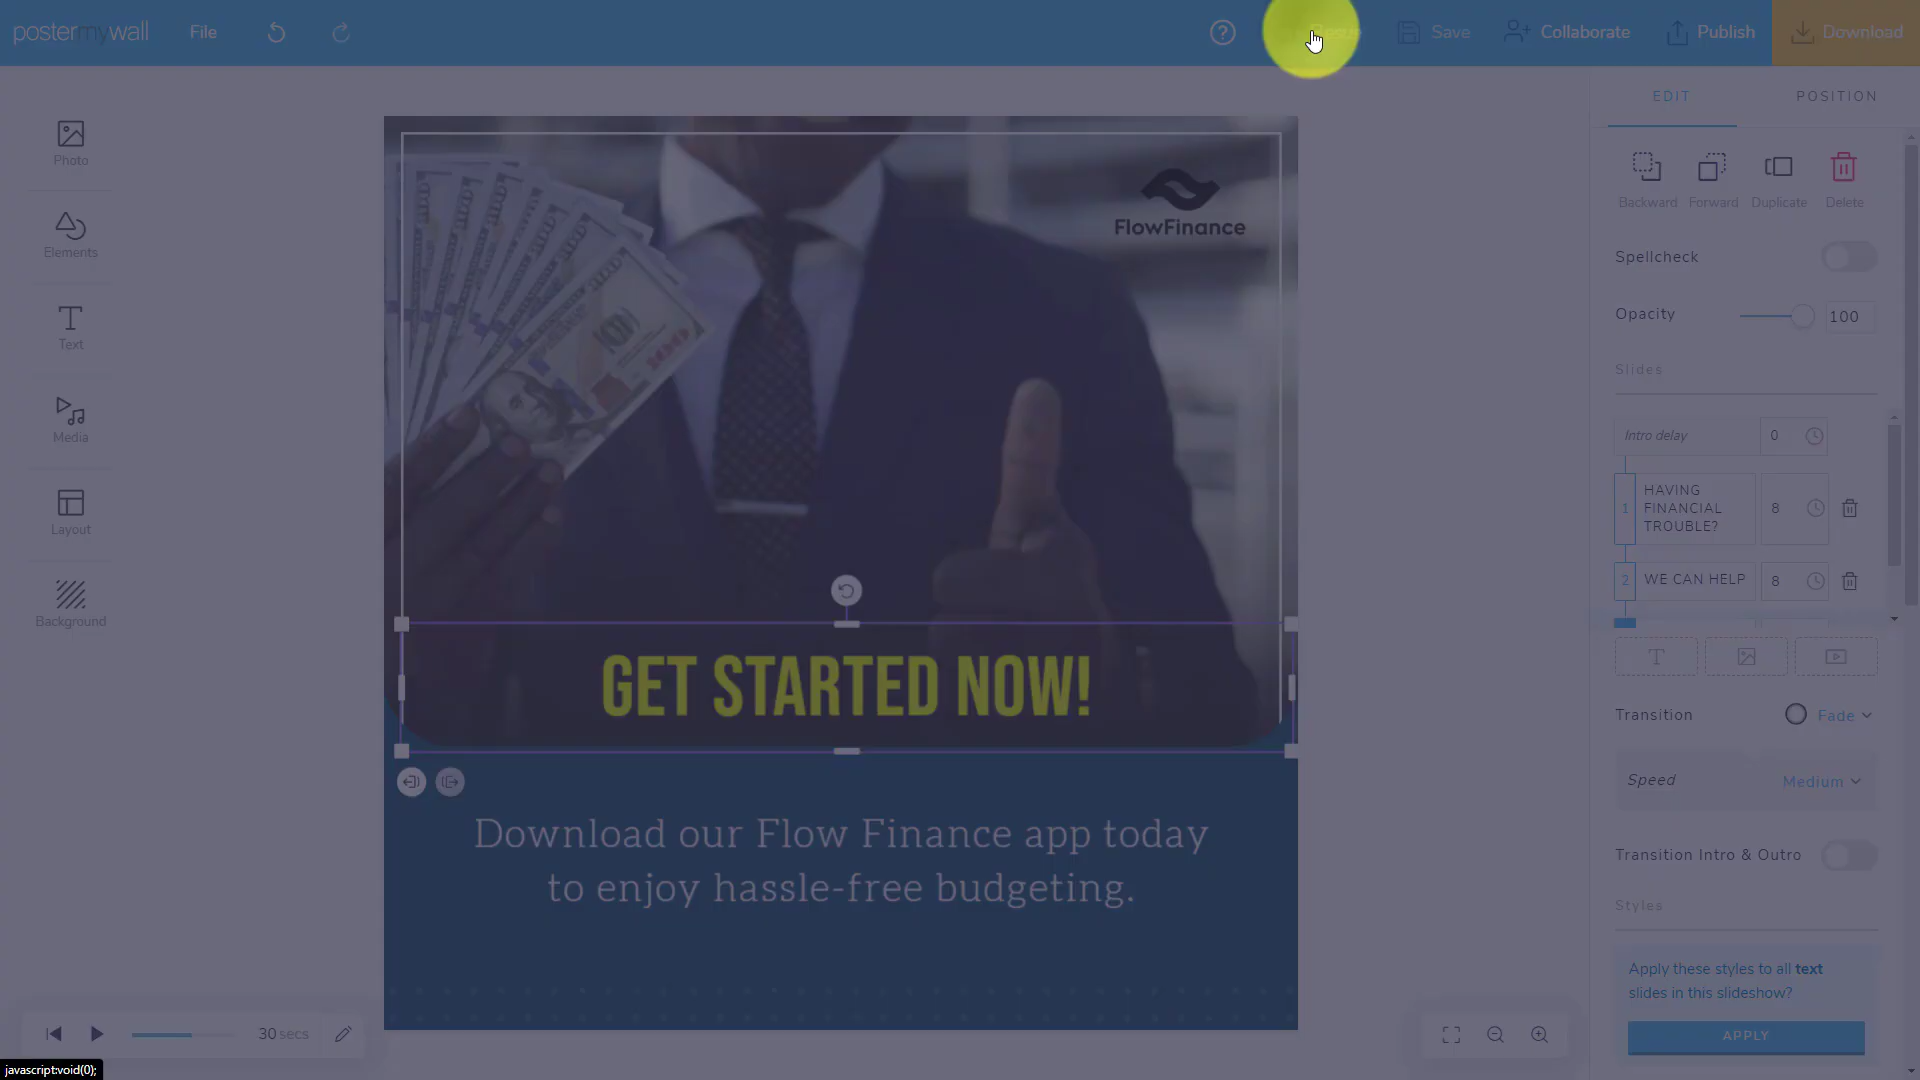 postermywall
File
Save
Collaborate
Publish
Download
EDIT
POSITION
Photo
Elements
Text
Media
Layout
Background
FlowFinance
GET STARTED NOW!
Download our Flow Finance app today
to enjoy hassle-free budgeting.
Backward
Forward
Duplicate
Delete
Spellcheck
Opacity
100
Slides
Intro delay
0
1
HAVING
FINANCIAL
TROUBLE?
8
2
WE CAN HELP
8
Transition
Fade
Speed
Medium
Transition Intro & Outro
Styles
Apply these styles to all text
slides in this slideshow?
APPLY
30 secs
javascript:void(0);